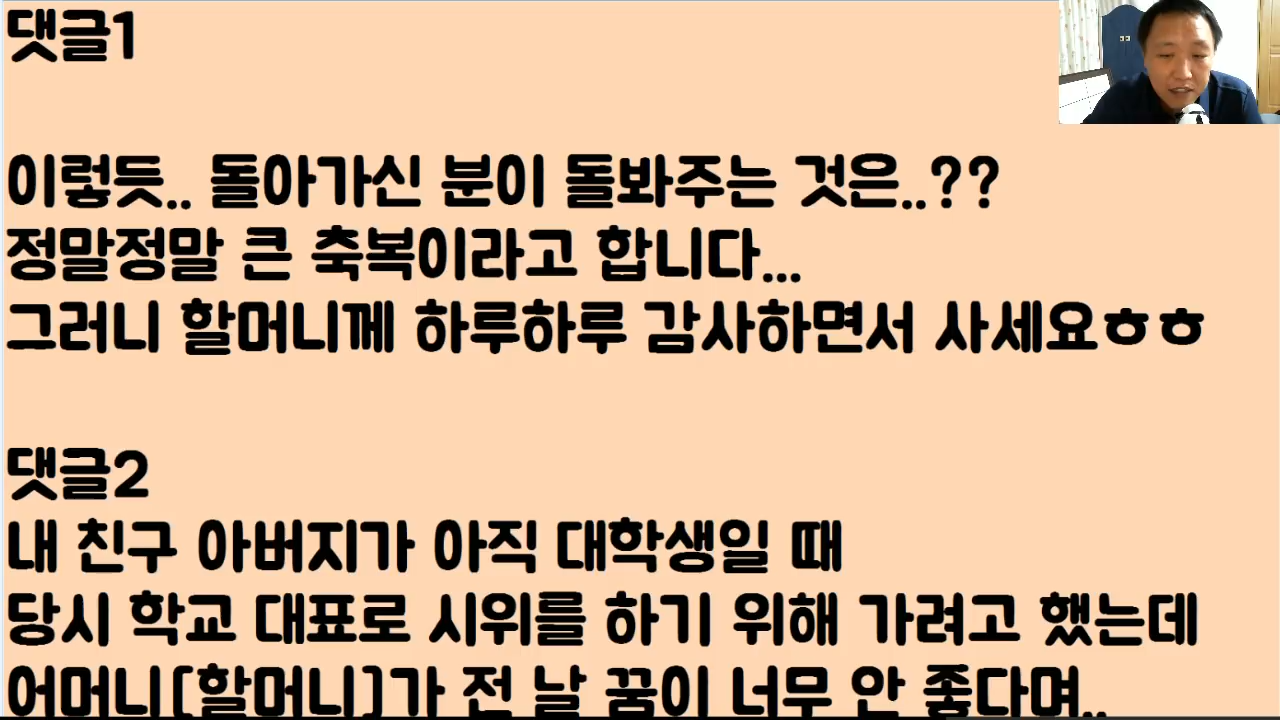 댓글1
이렇듯.. 돌아가신 분이 돌봐주는 것은..??
정말정말 큰 축복이라고 합니다...
그러니 할머니께 하루하루 감사하면서 사세요ㅎㅎ
댓글2
내 친구 아버지가 아직 대학생일 때
당시 학교 대표로 시위를 하기 위해 가려고 했는데
어머니(할머니)가 전 날 꿈이 너무 안 좋다며..